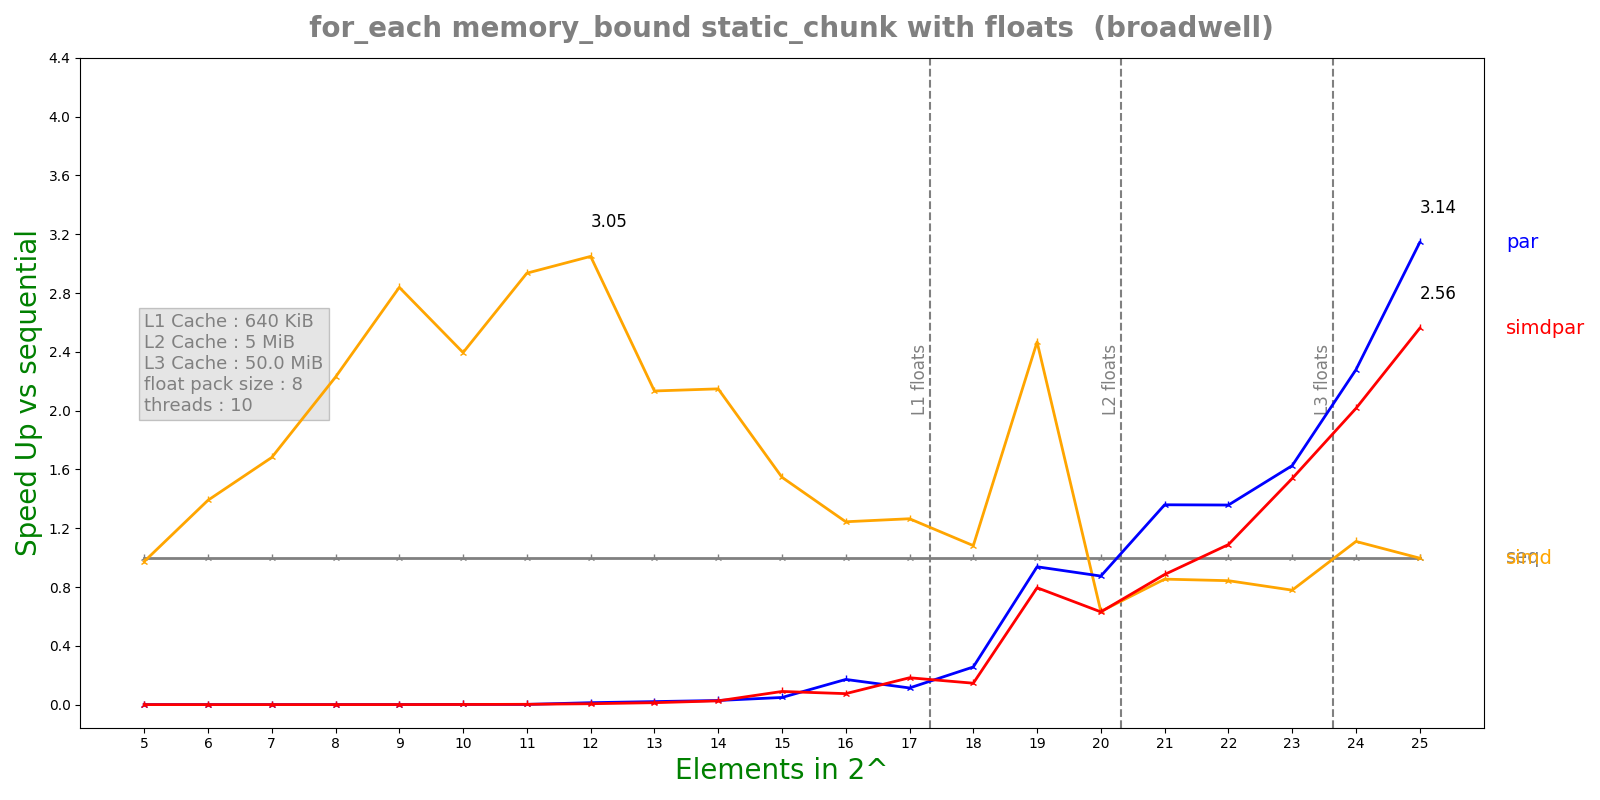 for_each memory_bound static_chunk with floats (broadwell)
Speed Up vs sequential
4.4
4.0
3.6
3.2
2.8
2.4
2.0
1.6
1.2
0.8
0.4
0.0
3.05
3.14
2.56
L1 Cache : 640 KiB
L2 Cache : 5 MiB
L3 Cache : 50.0 MiB
float pack size : 8
threads : 10
L1 floats
L2 floats
L3 floats
par
simdpar
seq
simd
5 6 7 8 9 10 11 12 13 14 15 16 17 18 19 20 21 22 23 24 25
Elements in 2^